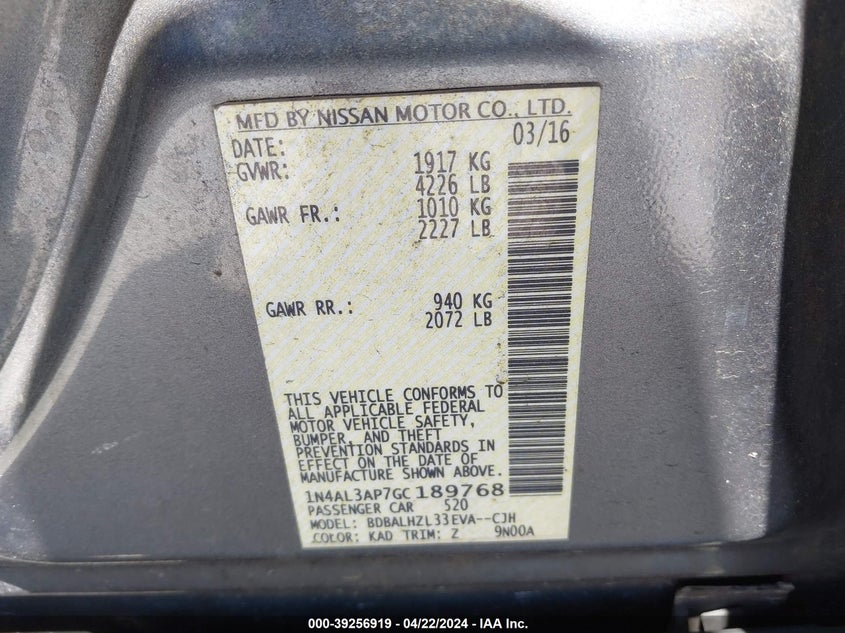 MFD BY NISSAN MOTOR CO., LTD.
DATE: 03/16
GVWR: 1917 KG
4226 LB
GAWR FR.: 1010 KG
2227 LB
GAWR RR.: 940 KG
2072 LB
THIS VEHICLE CONFORMS TO
ALL APPLICABLE FEDERAL
MOTOR VEHICLE SAFETY,
BUMPER, AND THEFT
PREVENTION STANDARDS IN
EFFECT ON THE DATE OF
MANUFACTURE SHOWN ABOVE.
1N4AL3AP7GC189768
PASSENGER CAR 520
MODEL: BDBALHZL33EVA--CJH
COLOR: KAD TRIM: Z 9N00A
000-39256919 - 04/22/2024 - IAA Inc.